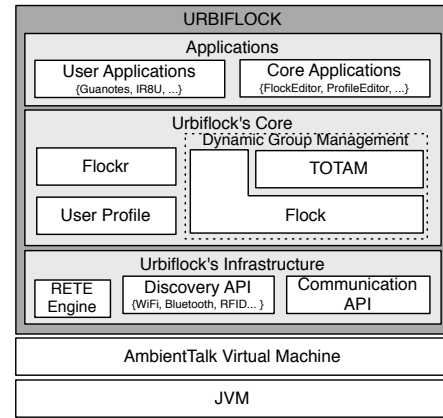 URBIFLOCK
Applications
User Applications
{Guanotes, IR8U, ...}
Core Applications
{FlockEditor, ProfileEditor, ...}
Urbiflock's Core
Dynamic Group Management
Flockr
TOTAM
User Profile
Flock
Urbiflock's Infrastructure
RETE
Engine
Discovery API
{WiFi, Bluetooth, RFID... }
Communication
API
AmbientTalk Virtual Machine
JVM